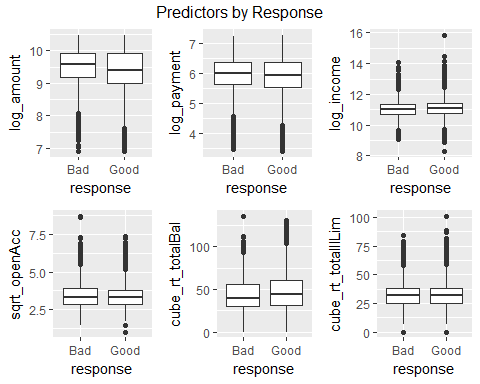 Predictors by Response
log_amount
10
9
8
7
Bad Good
response
log_payment
7
6
5
4
Bad Good
response
log_income
16
14
12
10
8
Bad Good
response
sqrt_openAcc
7.5
5.0
2.5
Bad Good
response
cube_rt_totalBal
100
50
0
Bad Good
response
cube_rt_totalIlLim
100
75
50
25
0
Bad Good
response